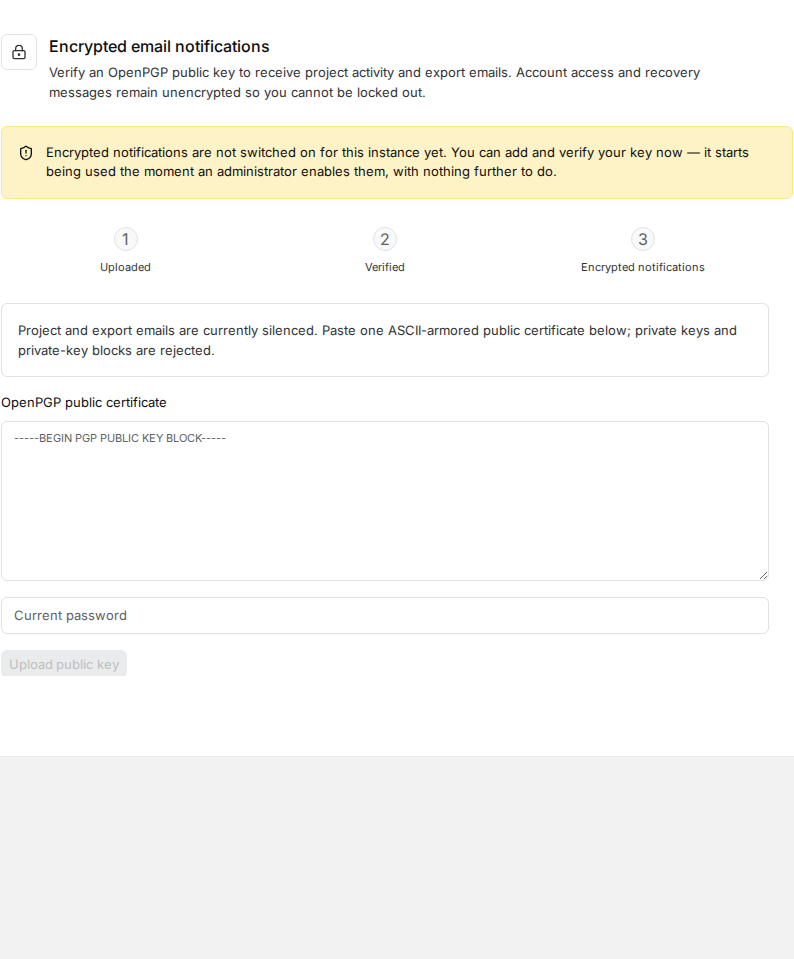 Encrypted email notifications
Verify an OpenPGP public key to receive project activity and export emails. Account access and recovery
messages remain unencrypted so you cannot be locked out.
Encrypted notifications are not switched on for this instance yet. You can add and verify your key now — it starts
being used the moment an administrator enables them, with nothing further to do.
1
2
3
Uploaded
Verified
Encrypted notifications
Project and export emails are currently silenced. Paste one ASCII-armored public certificate below; private keys and
private-key blocks are rejected.
OpenPGP public certificate
-----BEGIN PGP PUBLIC KEY BLOCK-----
Current password
Upload public key